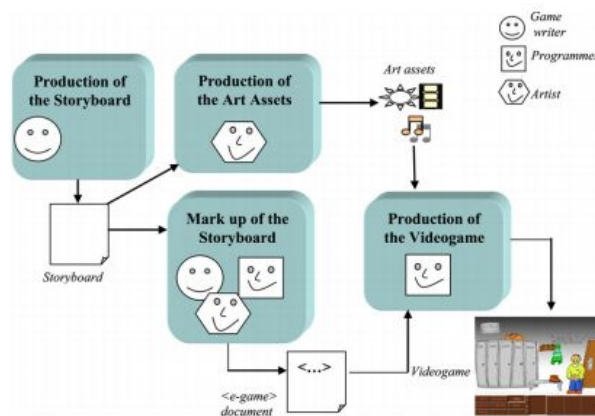 Game
writer
Programmer
Artist
Production of
the Storyboard
Production of
the Art Assets
Art assets
Storyboard
Mark up of the
Storyboard
Production of
the Videogame
<...>
<e-game>
document
Videogame